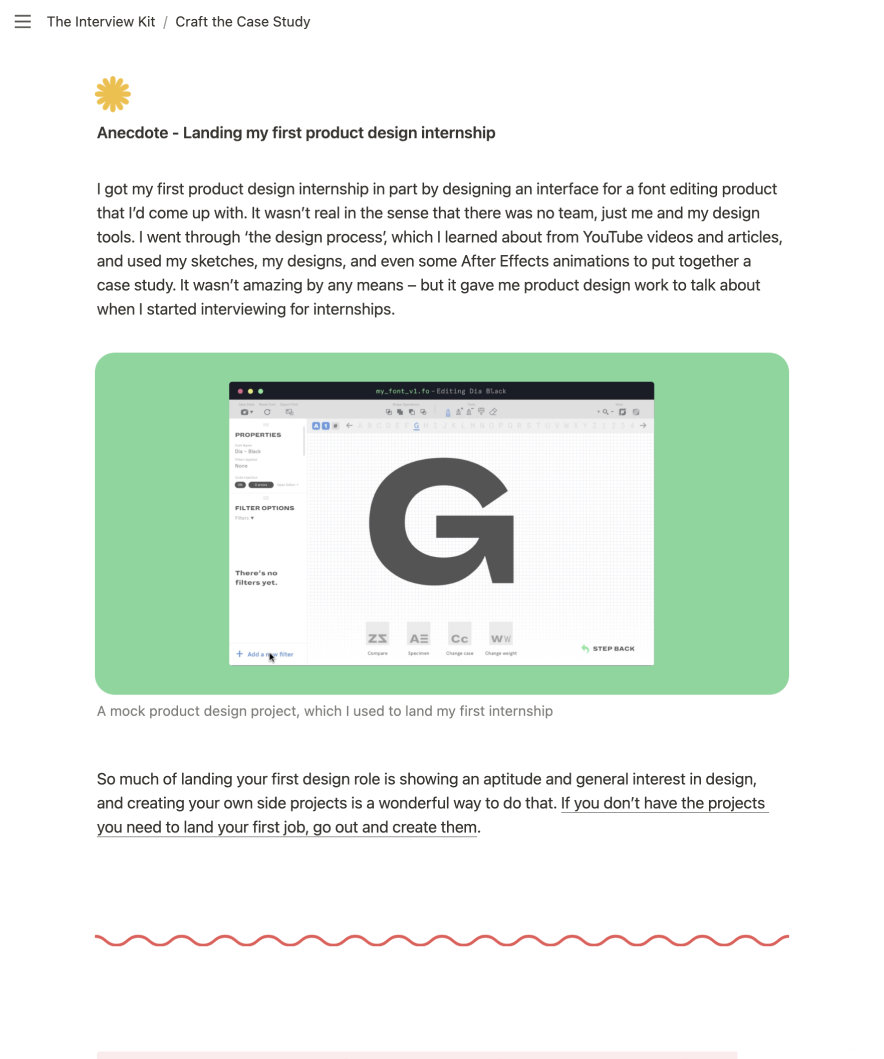 The Interview Kit / Craft the Case Study
Anecdote - Landing my first product design internship
I got my first product design internship in part by designing an interface for a font editing product
that I’d come up with. It wasn’t real in the sense that there was no team, just me and my design
tools. I went through ‘the design process’, which I learned about from YouTube videos and articles,
and used my sketches, my designs, and even some After Effects animations to put together a
case study. It wasn’t amazing by any means – but it gave me product design work to talk about
when I started interviewing for internships.
my_font_v1.fo – Editing Dia Black
PROPERTIES
Dia - Black
None
FILTER OPTIONS
Filters
There's no
filters yet.
Add a new filter
G
ZS
AE
Cc
WW
Compare
Specimen
Change case
Change weight
STEP BACK
A mock product design project, which I used to land my first internship
So much of landing your first design role is showing an aptitude and general interest in design,
and creating your own side projects is a wonderful way to do that. If you don’t have the projects
you need to land your first job, go out and create them.